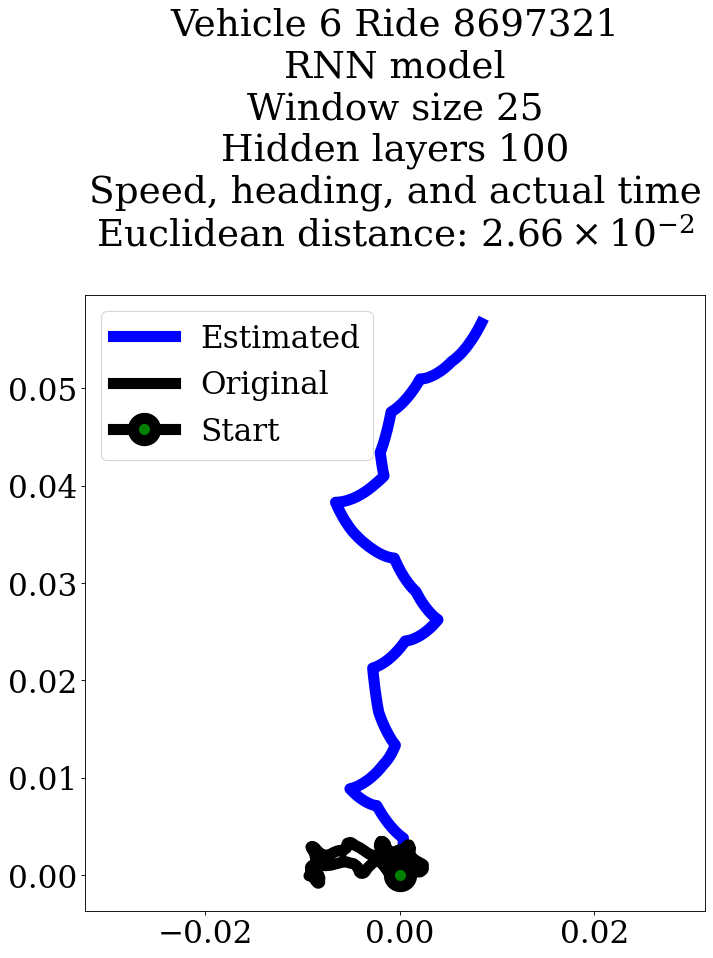 Vehicle 6 Ride 8697321
RNN model
Window size 25
Hidden layers 100
Speed, heading, and actual time
Euclidean distance: 2.66 × 10⁻²
Estimated
Original
Start
0.05
0.04
0.03
0.02
0.01
0.00
−0.02 0.00 0.02